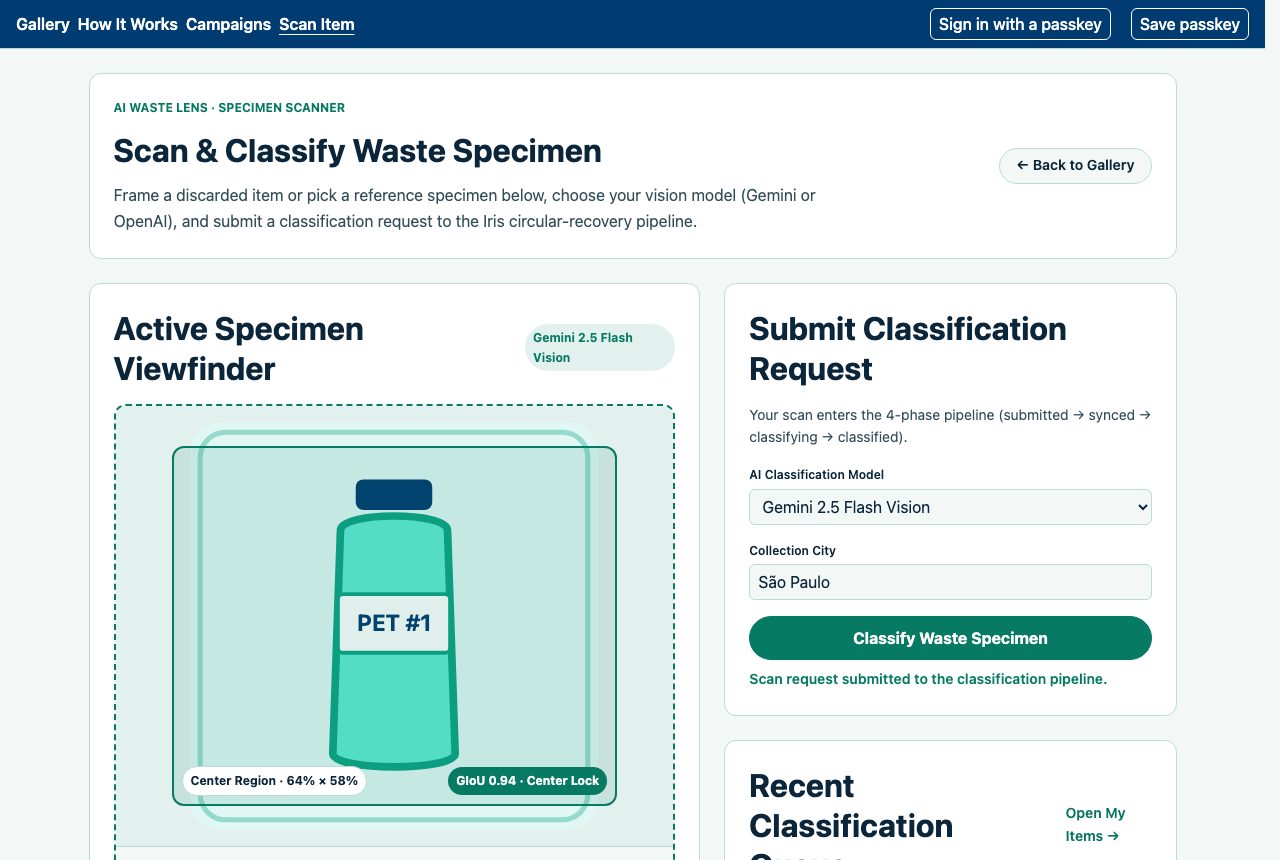 Gallery How It Works Campaigns Scan Item Sign in with a passkey Save passkey
AI WASTE LENS · SPECIMEN SCANNER
Scan & Classify Waste Specimen
Frame a discarded item or pick a reference specimen below, choose your vision model (Gemini or
OpenAI), and submit a classification request to the Iris circular-recovery pipeline.
← Back to Gallery
Active Specimen
Viewfinder
Gemini 2.5 Flash
Vision
PET #1
Center Region · 64% × 58%
GIoU 0.94 · Center Lock
Submit Classification
Request
Your scan enters the 4-phase pipeline (submitted → synced →
classifying → classified).
AI Classification Model
Gemini 2.5 Flash Vision
Collection City
São Paulo
Classify Waste Specimen
Scan request submitted to the classification pipeline.
Recent
Classification
Open My
Items →